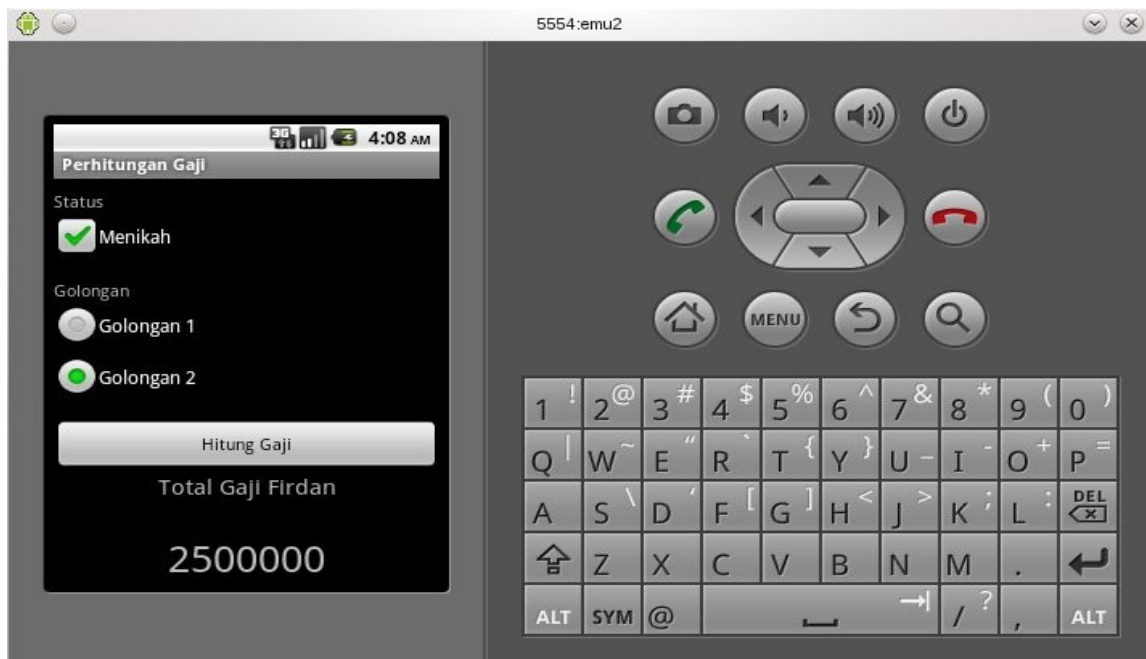 5554:emu2
3G 4:08 AM
Perhitungan Gaji
Status
Menikah
Golongan
Golongan 1
Golongan 2
Hitung Gaji
Total Gaji Firdan
2500000
MENU
1 ! 2 @ 3 # 4 $ 5 % 6 ^ 7 & 8 * 9 ( 0 )
Q | W ~ E " R ` T { Y } U _ I - O + P =
A S \ D ' F [ G ] H < J > K ; L : DEL
Z X C V B N M .
ALT SYM @ / ? , ALT